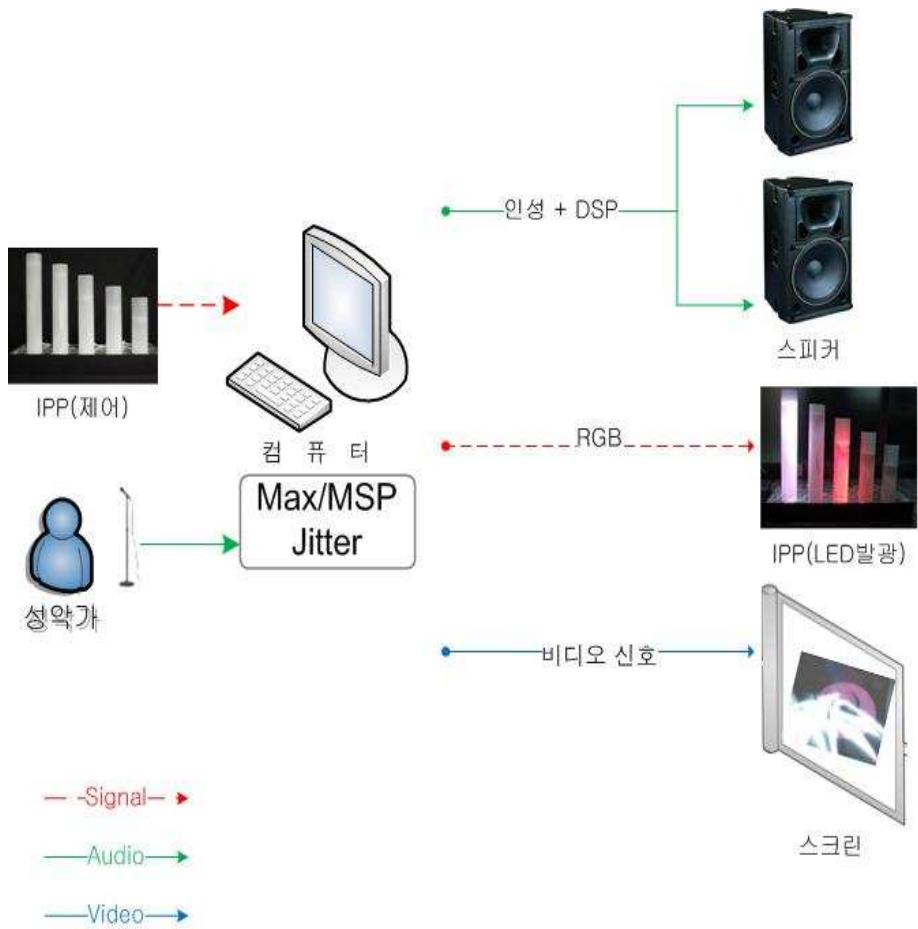 인성 + DSP
스피커
IPP(제어)
컴 퓨 터
Max/MSP
Jitter
성악가
RGB
IPP(LED발광)
비디오 신호
스크린
Signal
Audio
Video